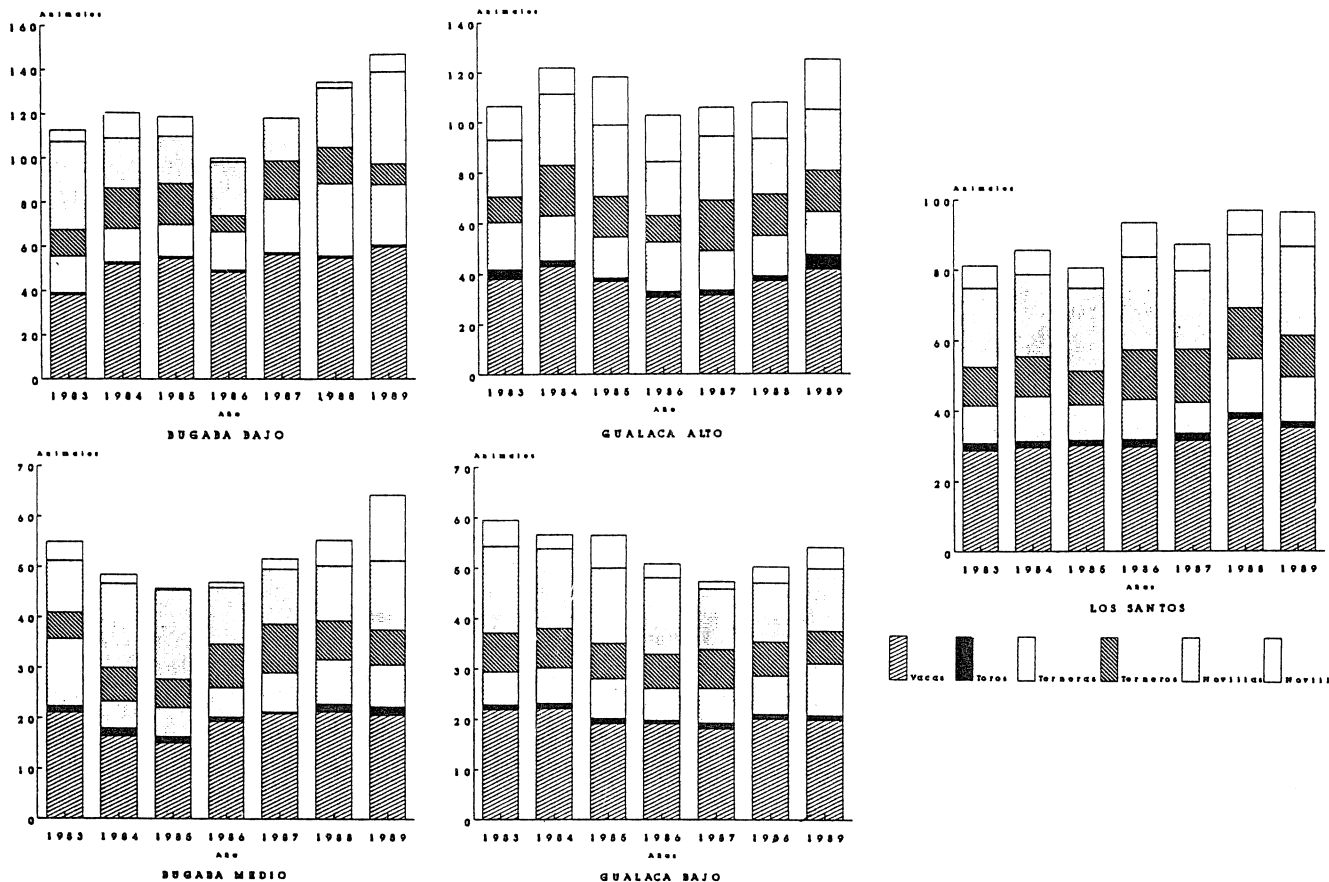 Animales
160
140
120
100
80
60
40
20
0
1983 1984 1985 1986 1987 1988 1989
Año
BUGABA BAJO
Animales
140
120
100
80
60
40
20
0
1983 1984 1985 1986 1987 1988 1989
Año
GUALACA ALTO
Animales
100
80
60
40
20
0
1983 1984 1985 1986 1987 1988 1989
Años
LOS SANTOS
Vacas Toros Terneras Terneros Novillas Novill
Animales
70
60
50
40
30
20
10
0
1983 1984 1985 1986 1987 1988 1989
Año
BUGABA MEDIO
Animales
70
60
50
40
30
20
10
0
1983 1984 1985 1986 1987 1988 1989
Años
GUALACA BAJO